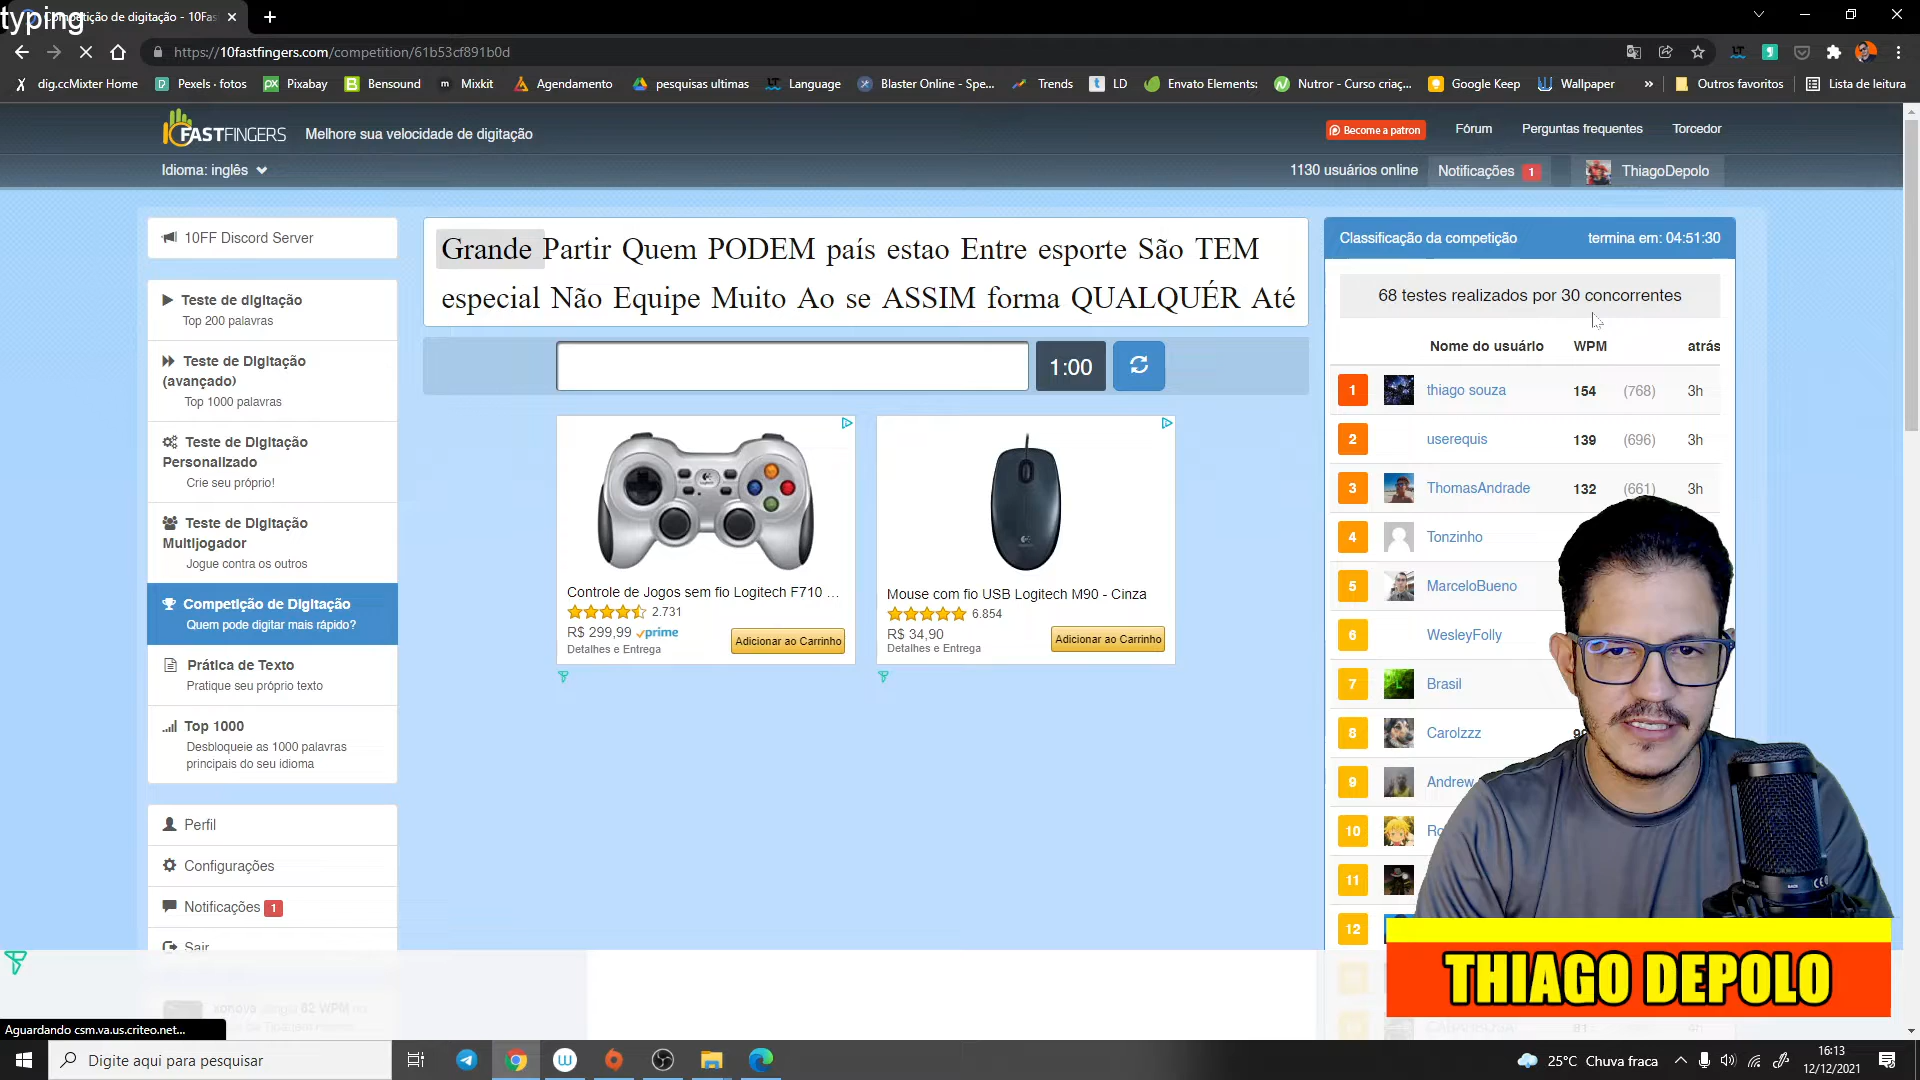 typing
Competição de digitação - 10Fas
https://10fastfingers.com/competition/61b53cf891b0d
dig.ccMixter Home
Pexels · fotos
Pixabay
Bensound
Mixkit
Agendamento
pesquisas ultimas
Language
Blaster Online - Spe...
Trends
LD
Envato Elements:
Nutror - Curso criaç...
Google Keep
Wallpaper
»
Outros favoritos
Lista de leitura
10FASTFINGERS
Melhore sua velocidade de digitação
Become a patron
Fórum
Perguntas frequentes
Torcedor
Idioma: inglês
1130 usuários online
Notificações 1
ThiagoDepolo
10FF Discord Server
Teste de digitação
Top 200 palavras
Teste de Digitação
(avançado)
Top 1000 palavras
Teste de Digitação
Personalizado
Crie seu próprio!
Teste de Digitação
Multijogador
Jogue contra os outros
Competição de Digitação
Quem pode digitar mais rápido?
Prática de Texto
Pratique seu próprio texto
Top 1000
Desbloqueie as 1000 palavras
principais do seu idioma
Perfil
Configurações
Notificações 1
Sair
Grande Partir Quem PODEM país estao Entre esporte São TEM
especial Não Equipe Muito Ao se ASSIM forma QUALQUÉR Até
1:00
Controle de Jogos sem fio Logitech F710 ...
2.731
R$ 299,99 prime
Detalhes e Entrega
Adicionar ao Carrinho
Mouse com fio USB Logitech M90 - Cinza
6.854
R$ 34,90
Detalhes e Entrega
Adicionar ao Carrinho
Classificação da competição termina em: 04:51:30
68 testes realizados por 30 concorrentes
Nome do usuário WPM atrás
1 thiago souza 154 (768) 3h
2 userequis 139 (696) 3h
3 ThomasAndrade 132 (661) 3h
4 Tonzinho
5 MarceloBueno
6 WesleyFolly
7 Brasil
8 Carolzzz
9 Andrew
10
11
12
THIAGO DEPOLO
Aguardando csm.va.us.criteo.net...
Digite aqui para pesquisar
25°C Chuva fraca
16:13
12/12/2021